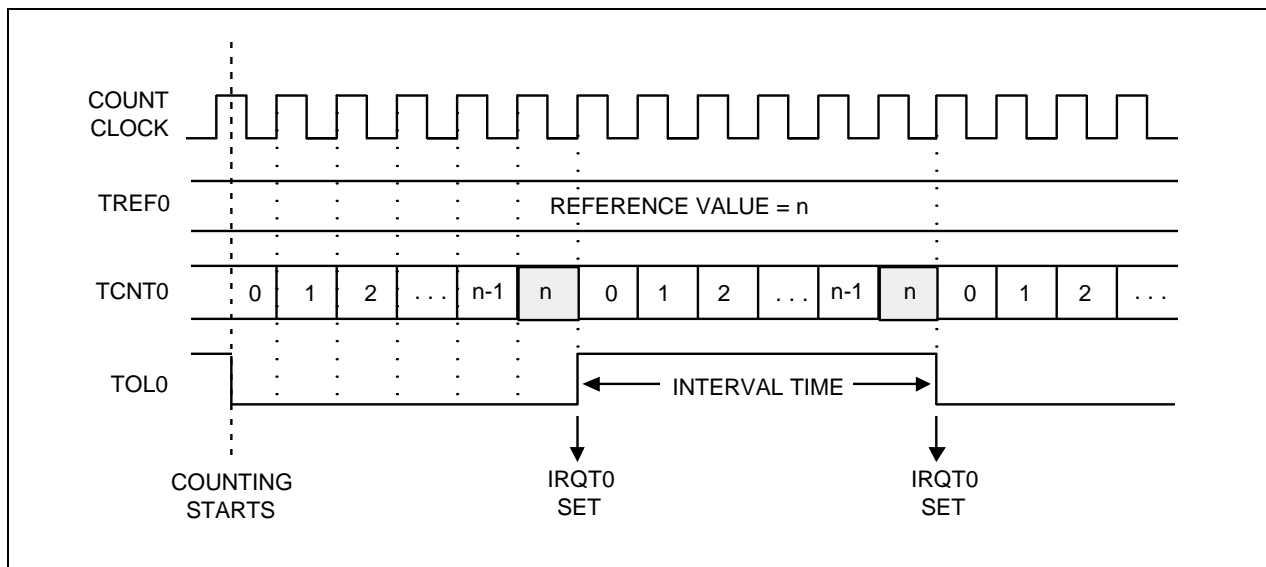 COUNT
CLOCK
TREF0
REFERENCE VALUE = n
TCNT0
0 1 2 . . . n-1 n 0 1 2 . . . n-1 n 0 1 2 . . .
TOL0
INTERVAL TIME
COUNTING
STARTS
IRQT0
SET
IRQT0
SET